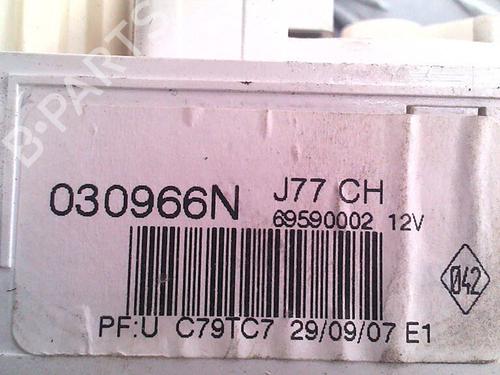 B-PARTS
030966N J77 CH
69590002 12V
042
PF:U C79TC7 29/09/07 E1